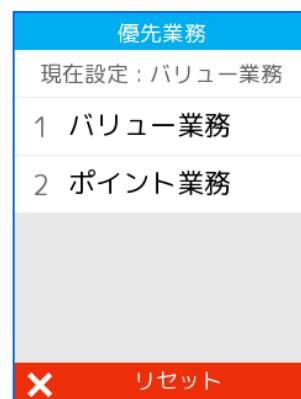 優先業務
現在設定：バリュー業務
1 バリュー業務
2 ポイント業務
× リセット